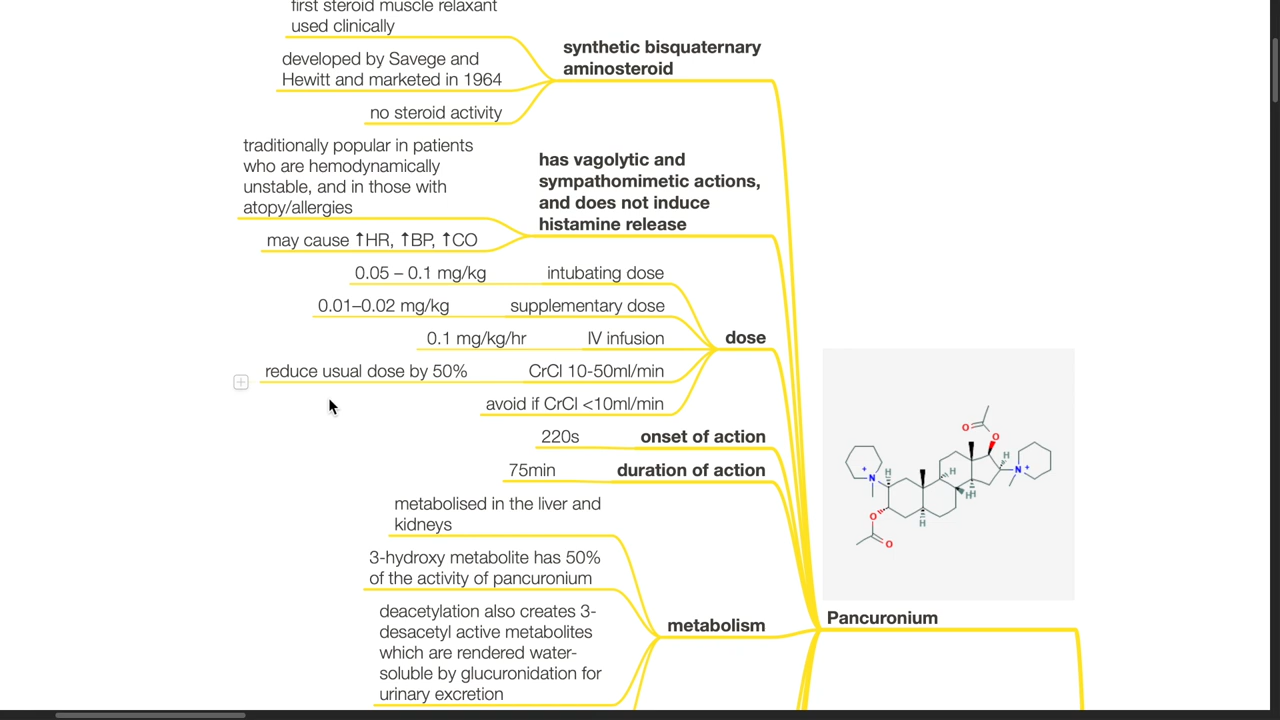 first steroid muscle relaxant
used clinically
developed by Savege and
Hewitt and marketed in 1964
no steroid activity
synthetic bisquaternary
aminosteroid
traditionally popular in patients
who are hemodynamically
unstable, and in those with
atopy/allergies
may cause ↑HR, ↑BP, ↑CO
has vagolytic and
sympathomimetic actions,
and does not induce
histamine release
0.05 – 0.1 mg/kg
intubating dose
0.01–0.02 mg/kg
supplementary dose
0.1 mg/kg/hr
IV infusion
reduce usual dose by 50%
CrCl 10-50ml/min
avoid if CrCl <10ml/min
dose
220s
onset of action
75min
duration of action
metabolised in the liver and
kidneys
3-hydroxy metabolite has 50%
of the activity of pancuronium
deacetylation also creates 3-
desacetyl active metabolites
which are rendered water-
soluble by glucuronidation for
urinary excretion
metabolism
O
O
H
N
+
H
H
H
H
H
N
+
O
O
Pancuronium